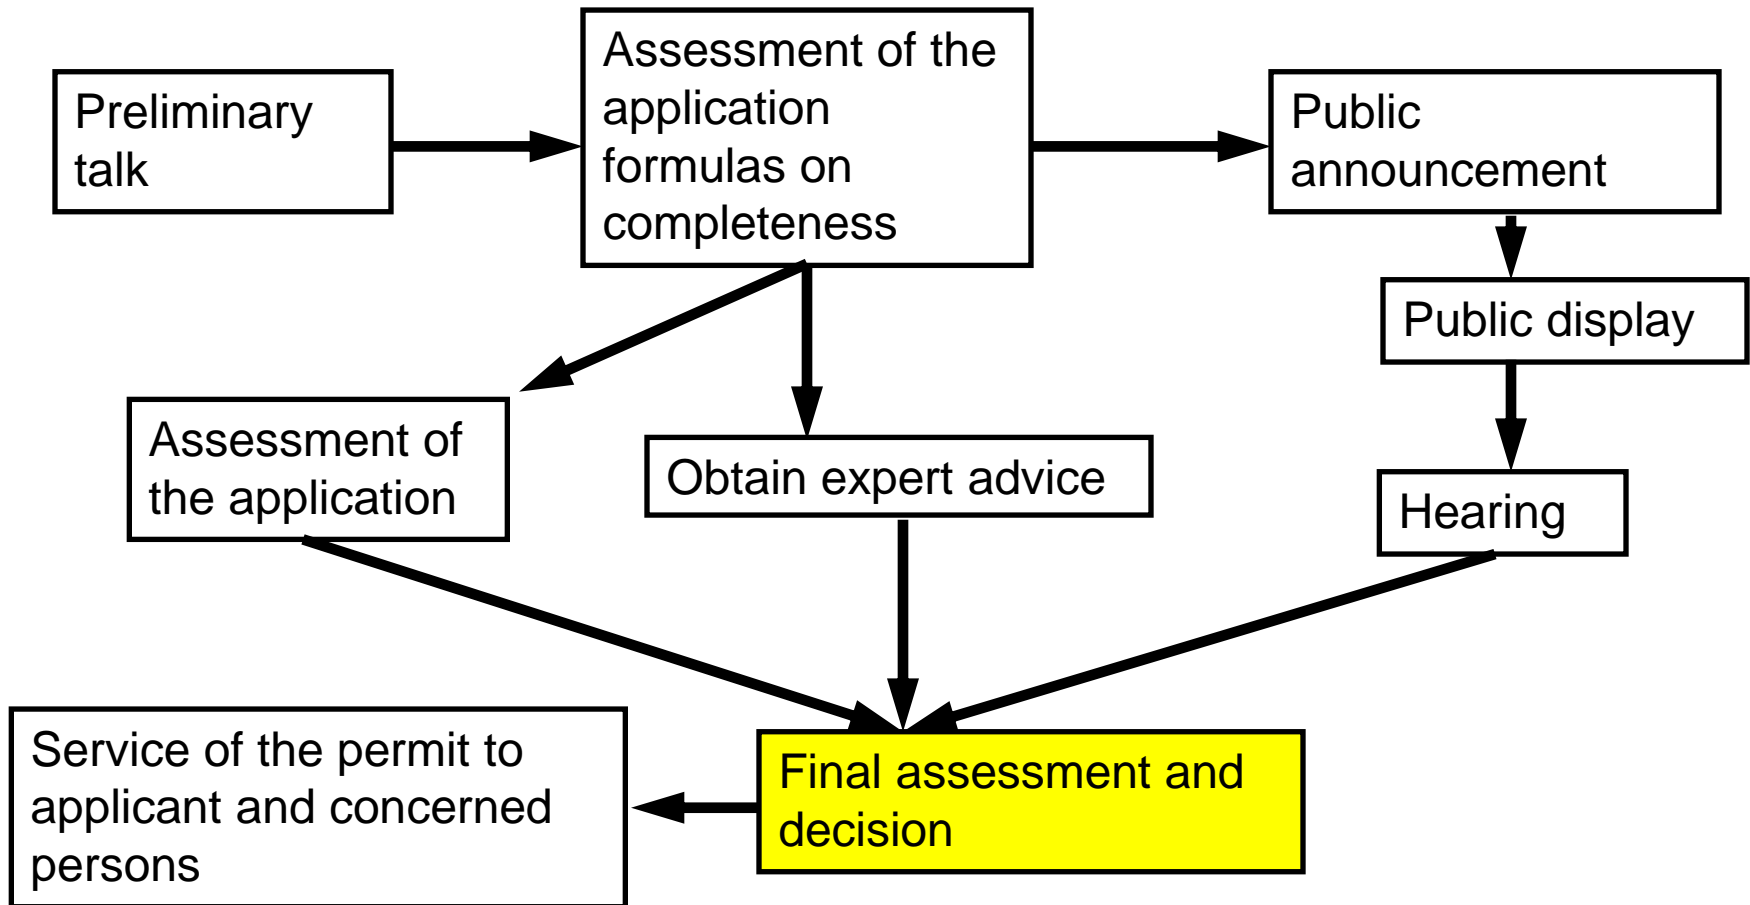 Preliminary
talk
Assessment of the
application
formulas on
completeness
Public
announcement
Public display
Assessment of
the application
Obtain expert advice
Hearing
Service of the permit to
applicant and concerned
persons
Final assessment and
decision